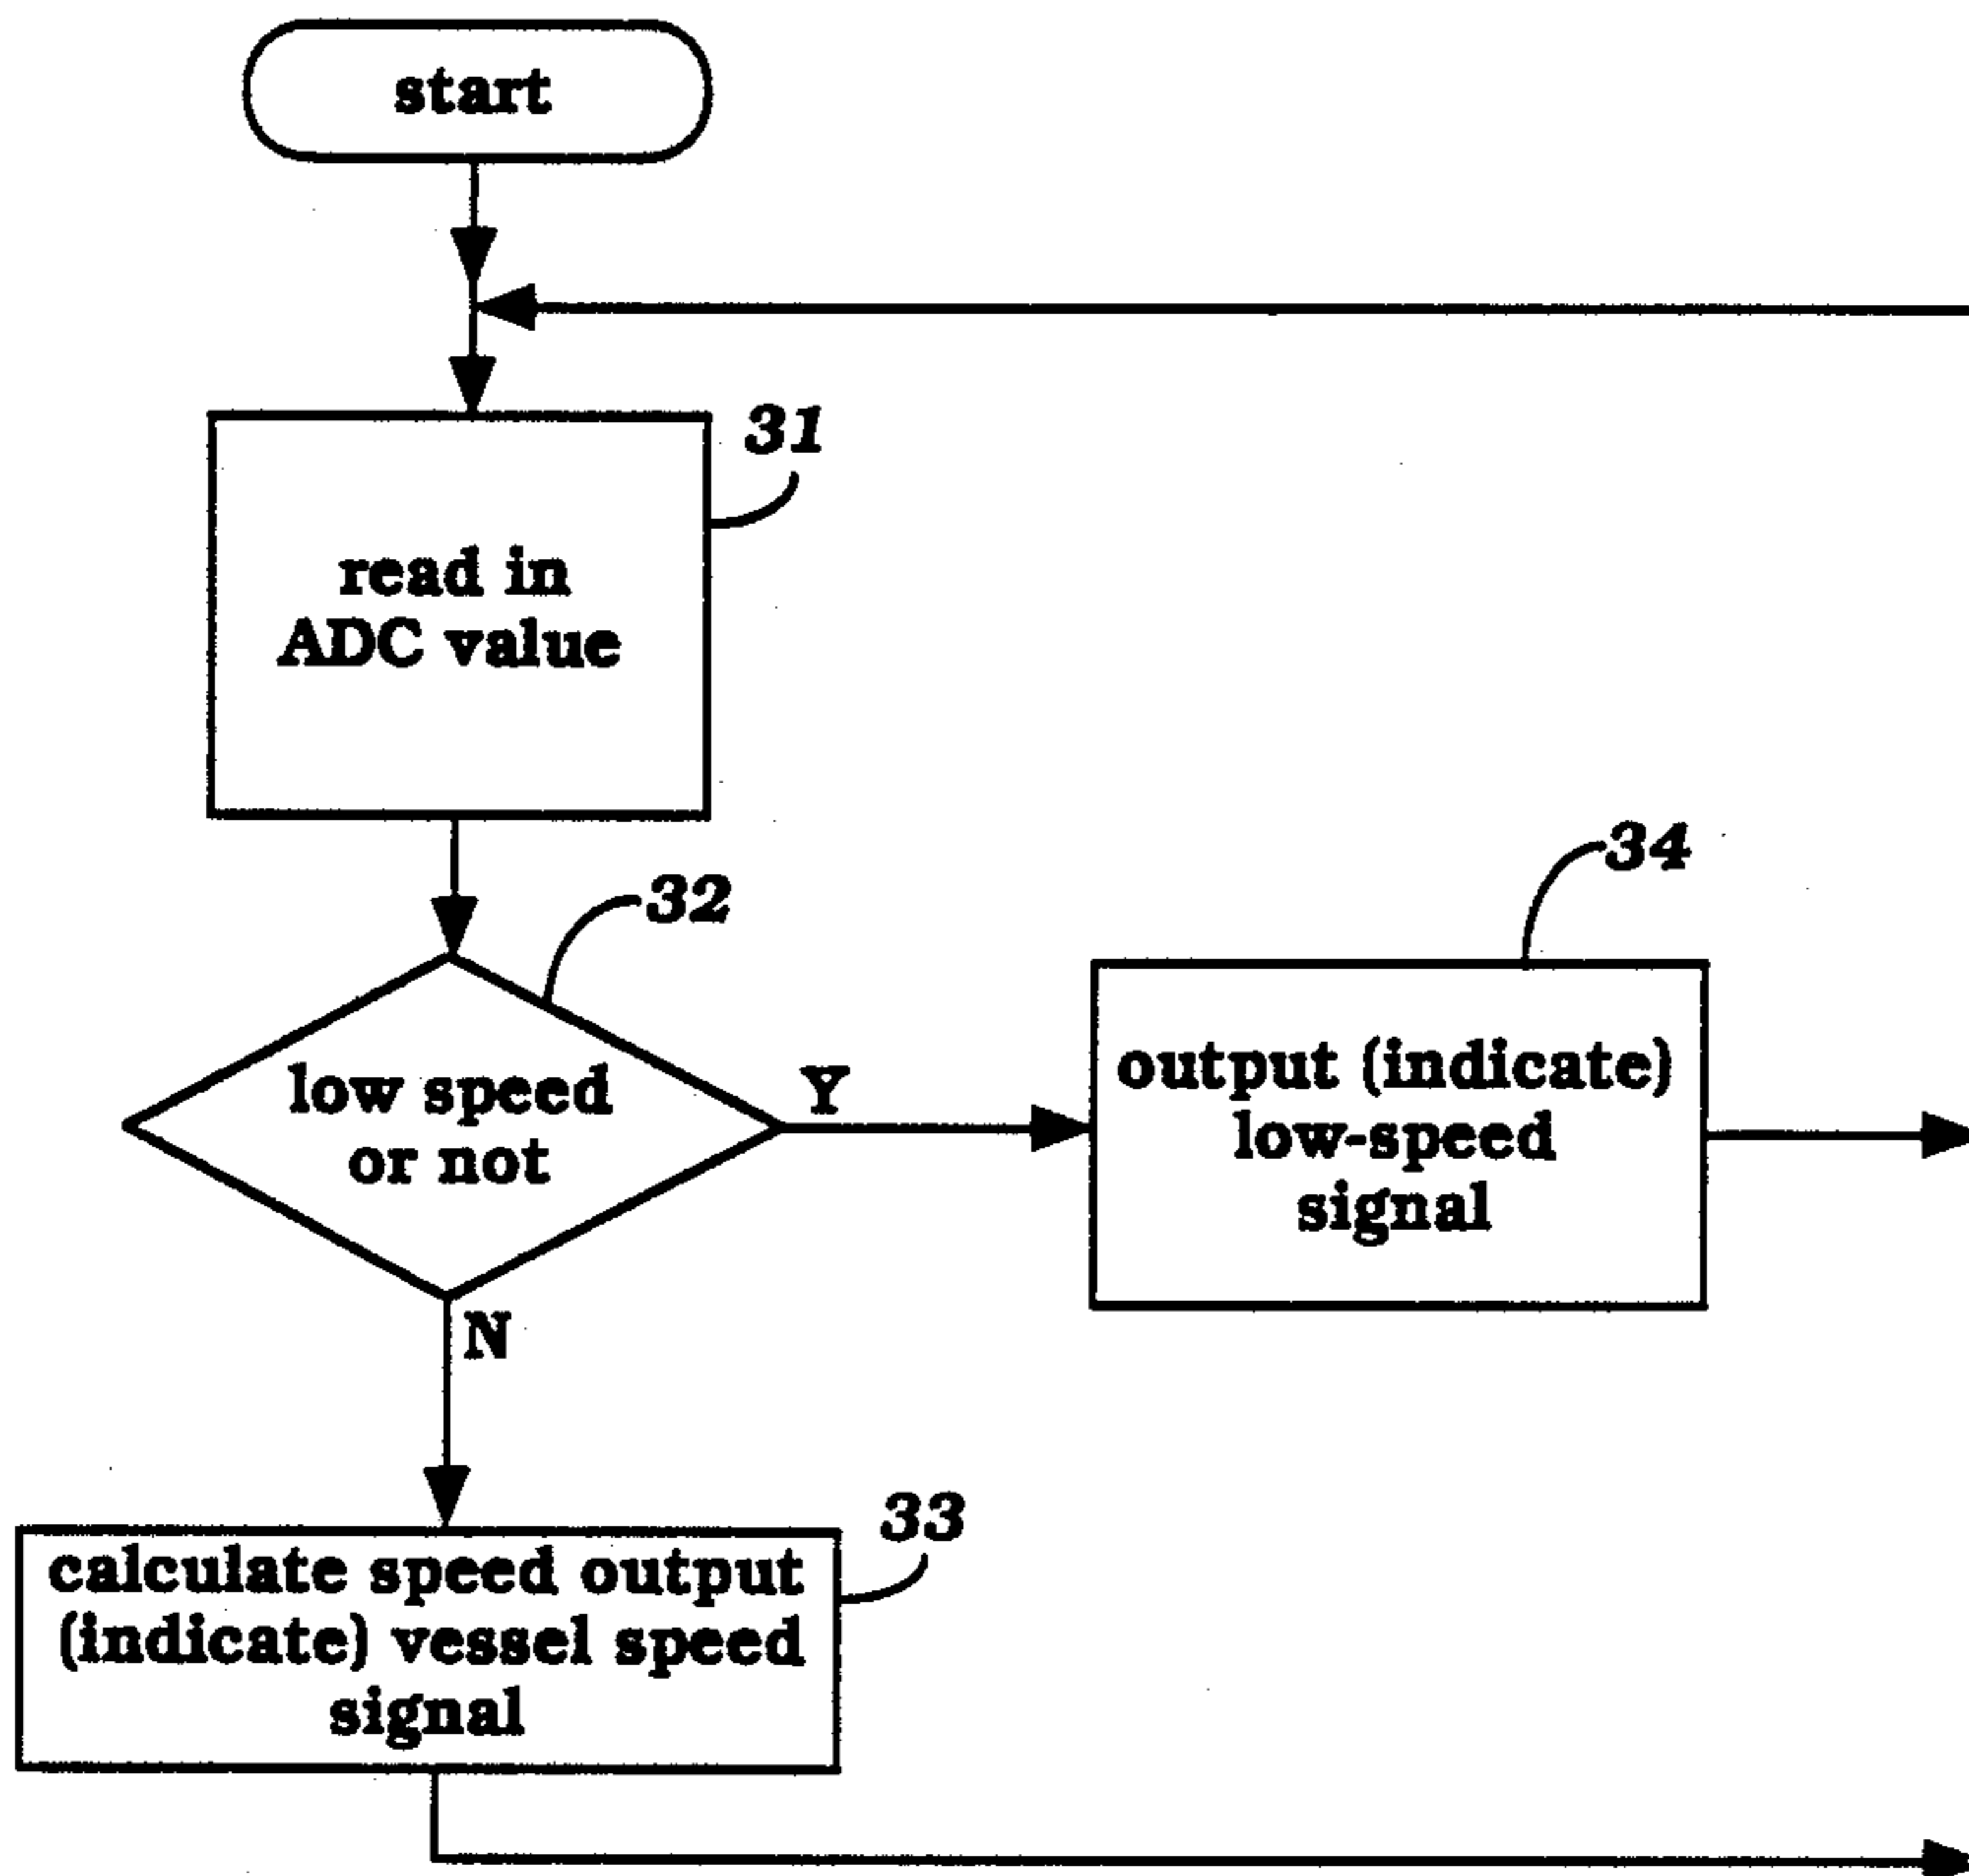 start
31
read in
ADC value
32
34
low speed
or not
Y
output (indicate)
low-speed
signal
N
33
calculate speed output
(indicate) vessel speed
signal